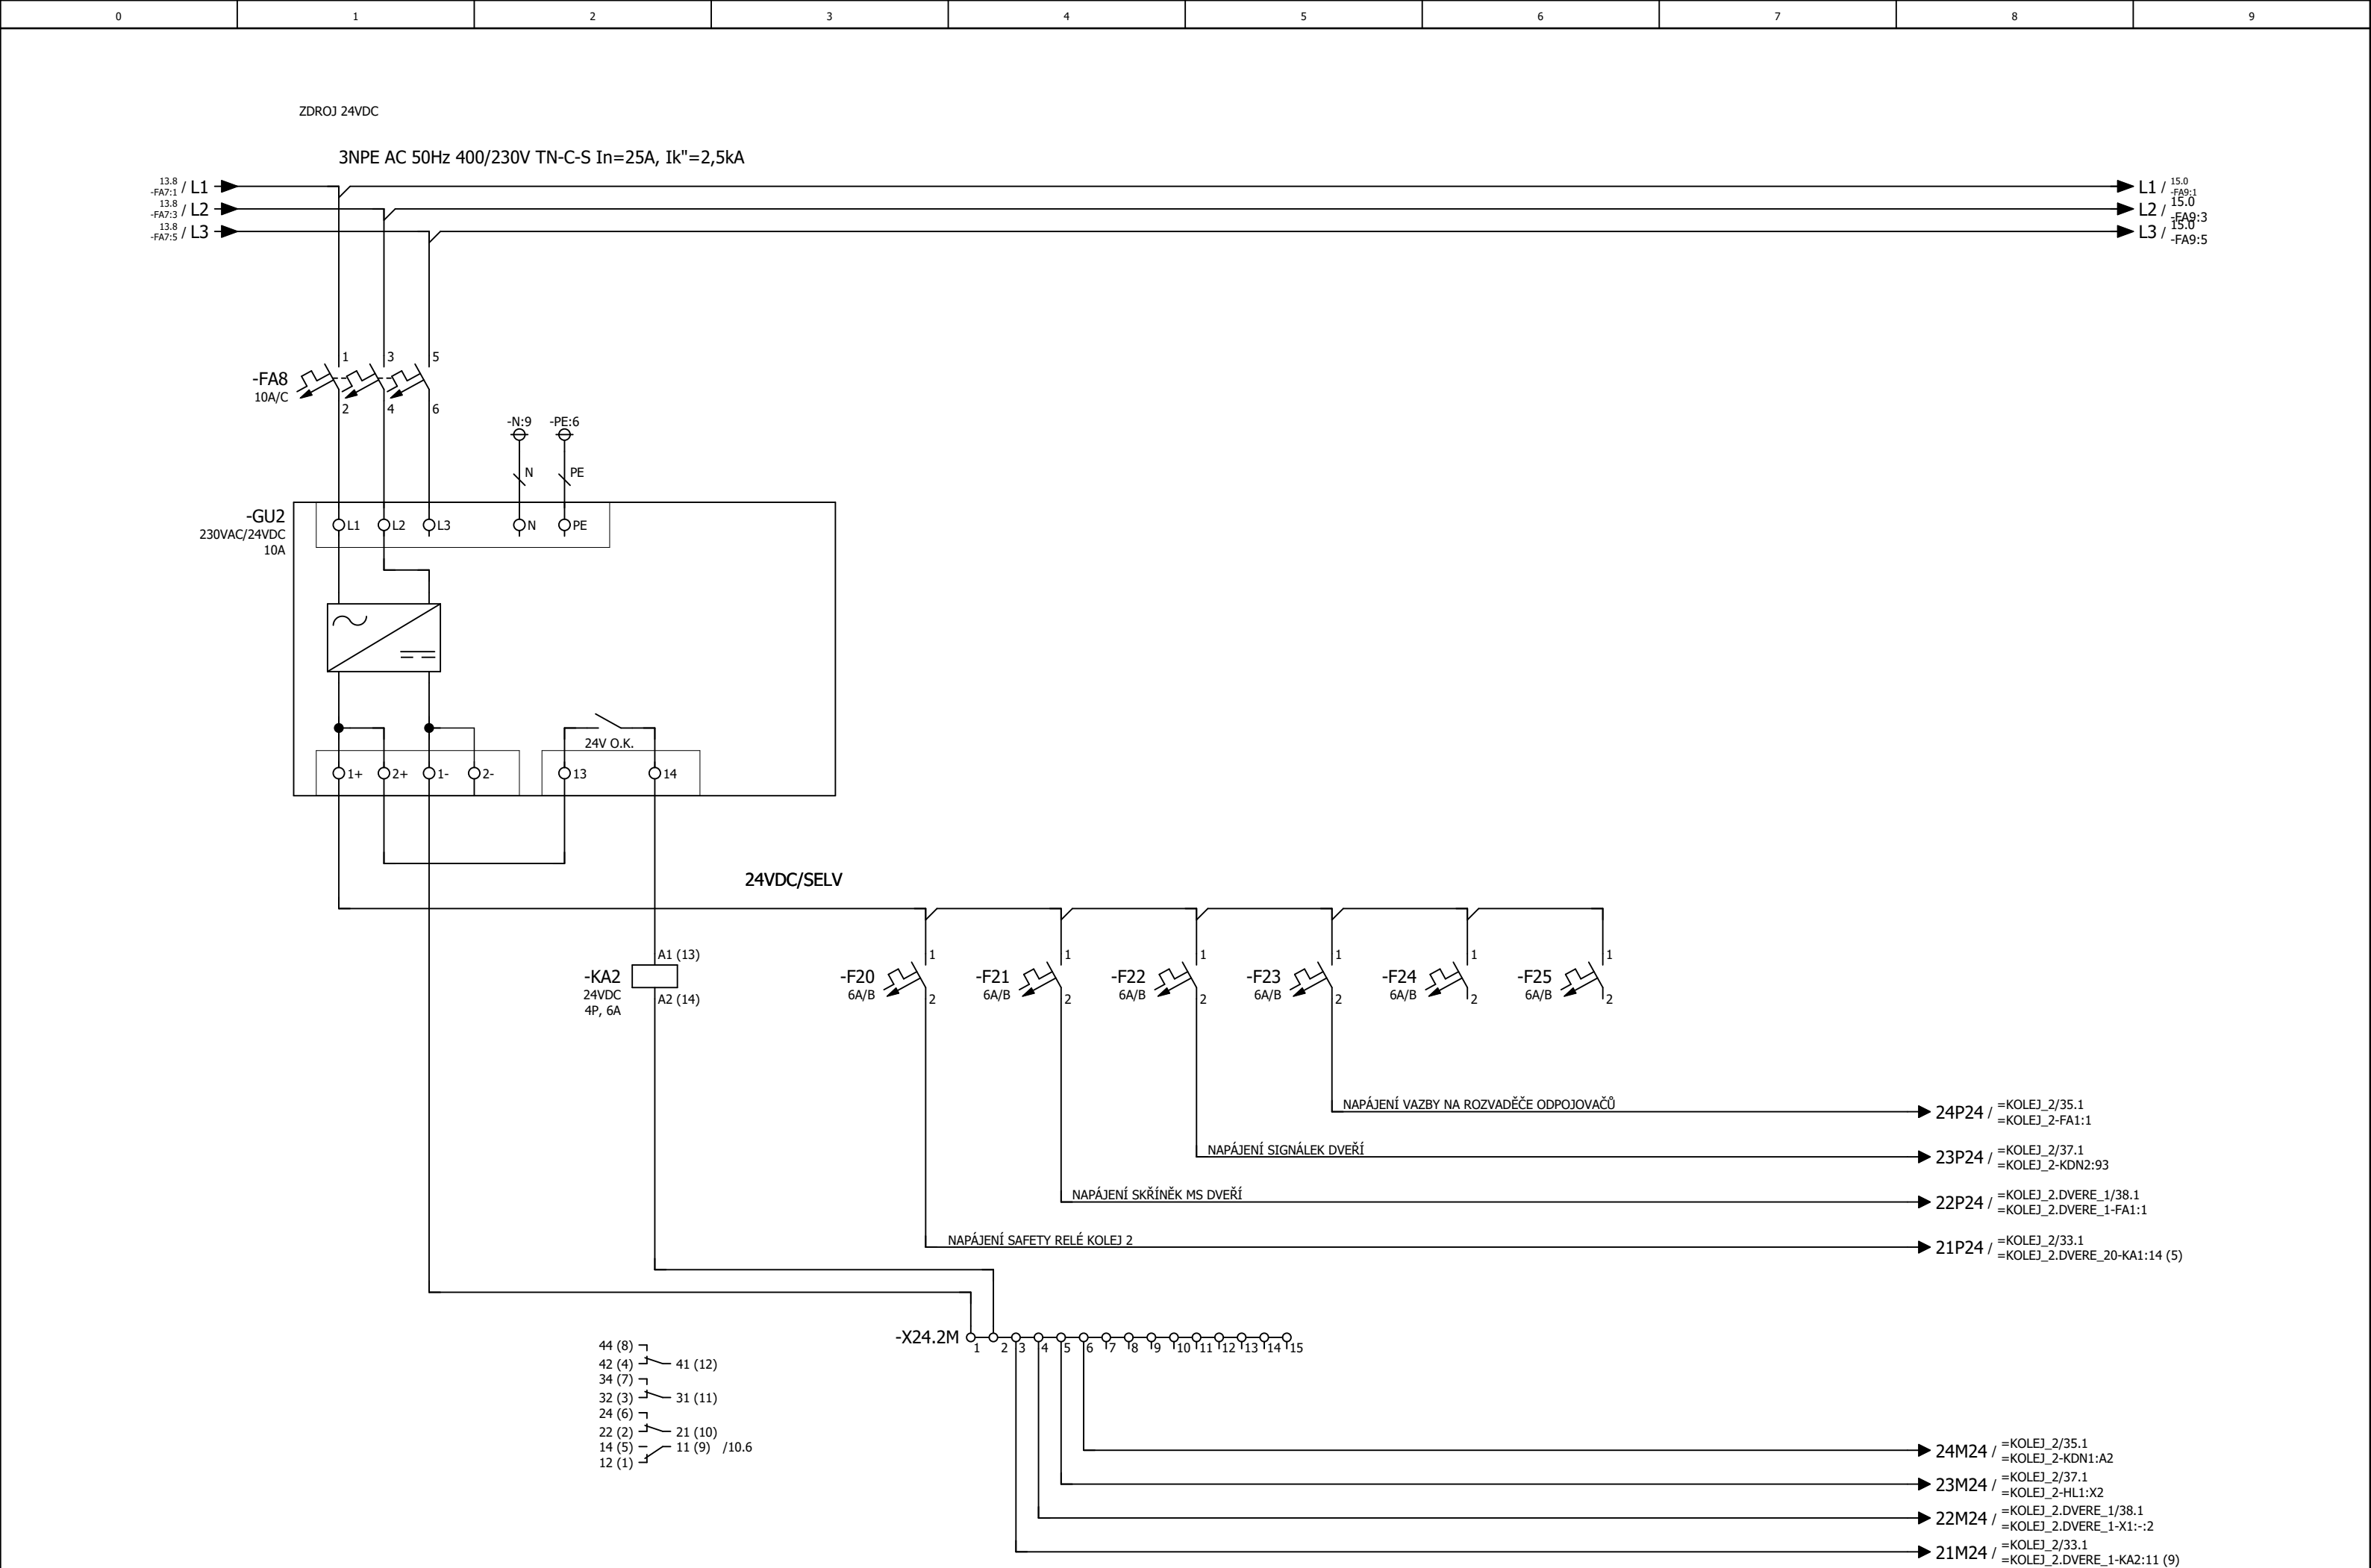 0 1 2 3 4 5 6 7 8 9
ZDROJ 24VDC
3NPE AC 50Hz 400/230V TN-C-S In=25A, Ik"=2,5kA
13.8
-FA7:1 / L1
13.8
-FA7:3 / L2
13.8
-FA7:5 / L3
L1 / 15.0
-FA9:1
L2 / 15.0
-FA9:3
L3 / 15.0
-FA9:5
1 3 5
-FA8
10A/C
2 4 6
-N:9 -PE:6
N PE
-GU2
230VAC/24VDC
10A
L1 L2 L3 N PE
24V O.K.
1+ 2+ 1- 2- 13 14
24VDC/SELV
A1 (13)
-KA2
24VDC
4P, 6A
A2 (14)
1 1 1 1 1 1
-F20 -F21 -F22 -F23 -F24 -F25
6A/B 6A/B 6A/B 6A/B 6A/B 6A/B
2 2 2 2 2 2
NAPÁJENÍ VAZBY NA ROZVADĚČE ODPOJOVAČŮ
24P24 / =KOLEJ_2/35.1
=KOLEJ_2-FA1:1
NAPÁJENÍ SIGNÁLEK DVEŘÍ
23P24 / =KOLEJ_2/37.1
=KOLEJ_2-KDN2:93
NAPÁJENÍ SKŘÍNĚK MS DVEŘÍ
22P24 / =KOLEJ_2.DVERE_1/38.1
=KOLEJ_2.DVERE_1-FA1:1
NAPÁJENÍ SAFETY RELÉ KOLEJ 2
21P24 / =KOLEJ_2/33.1
=KOLEJ_2.DVERE_20-KA1:14 (5)
-X24.2M
1 2 3 4 5 6 7 8 9 10 11 12 13 14 15
44 (8)
42 (4) 41 (12)
34 (7)
32 (3) 31 (11)
24 (6)
22 (2) 21 (10)
14 (5) 11 (9) /10.6
12 (1)
24M24 / =KOLEJ_2/35.1
=KOLEJ_2-KDN1:A2
23M24 / =KOLEJ_2/37.1
=KOLEJ_2-HL1:X2
22M24 / =KOLEJ_2.DVERE_1/38.1
=KOLEJ_2.DVERE_1-X1:-:2
21M24 / =KOLEJ_2/33.1
=KOLEJ_2.DVERE_1-KA2:11 (9)